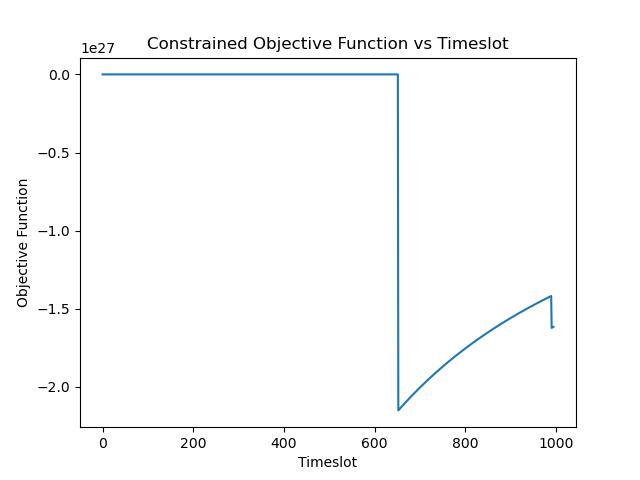 Constrained Objective Function vs Timeslot
1e27
0.0
−0.5
−1.0
−1.5
−2.0
Objective Function
0 200 400 600 800 1000
Timeslot